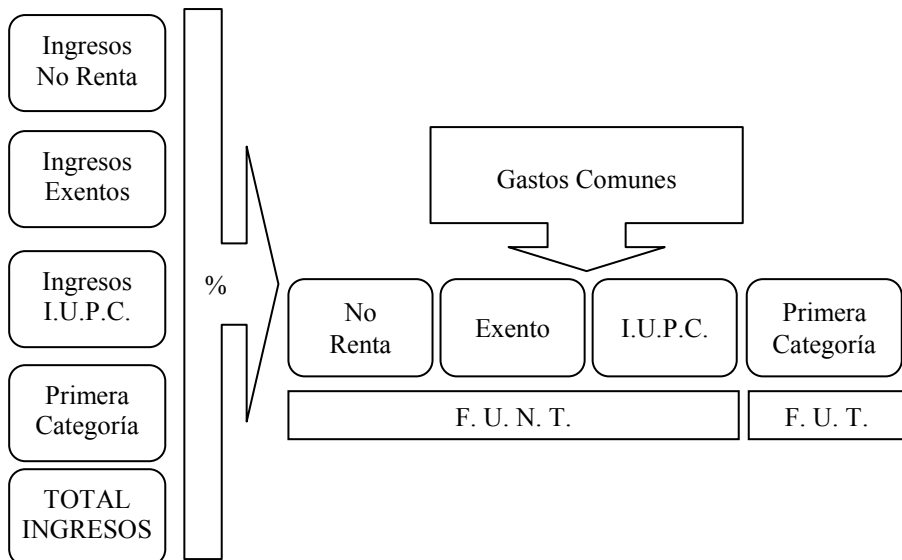 Ingresos
No Renta
Ingresos
Exentos
Ingresos
I.U.P.C.
Primera
Categoría
TOTAL
INGRESOS
%
Gastos Comunes
No
Renta
Exento
I.U.P.C.
Primera
Categoría
F. U. N. T.
F. U. T.